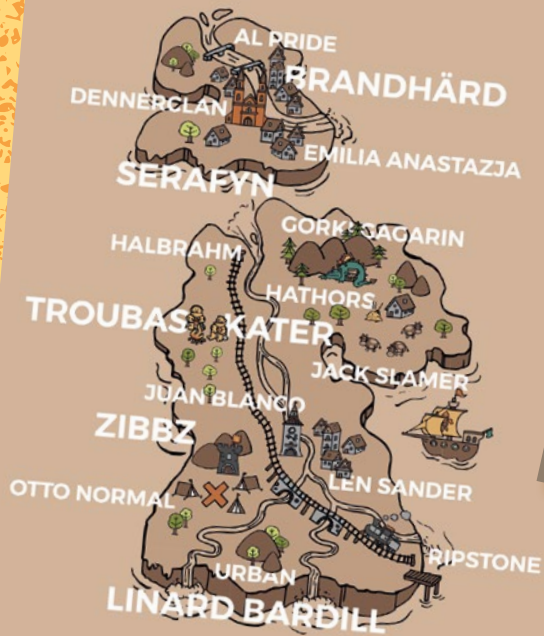 AL PRIDE
BRANDHÄRD
DENNERCLAN
EMILIA ANASTAZJA
SERAFYN
GORKI GAGARIN
HALBRAHM
HATHORS
TROUBAS KATER
JACK SLAMER
JUAN BLANCO
ZIBBZ
LEN SANDER
OTTO NORMAL
RIPSTONE
URBAN
LINARD BARDILL